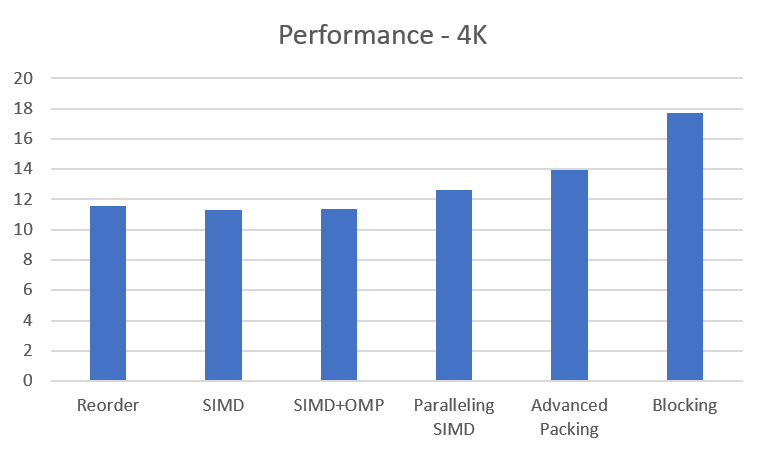 Performance - 4K
20
18
16
14
12
10
8
6
4
2
0
Reorder
SIMD
SIMD+OMP
Paralleling
SIMD
Advanced
Packing
Blocking